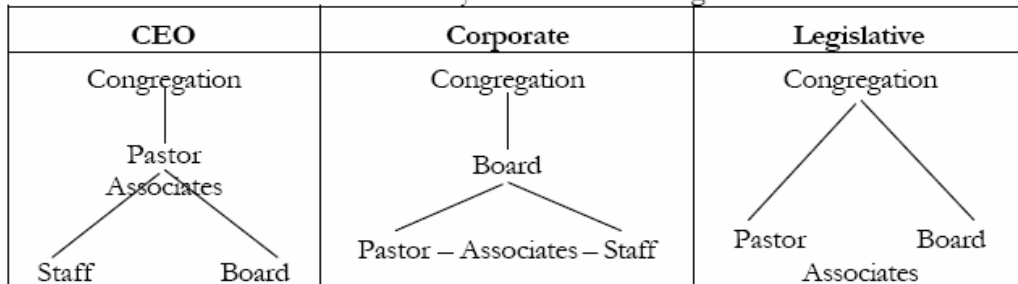 CEO Corporate Legislative
Congregation Congregation Congregation
Pastor
Associates
Staff Board
Board
Pastor – Associates – Staff
Pastor Board
Associates